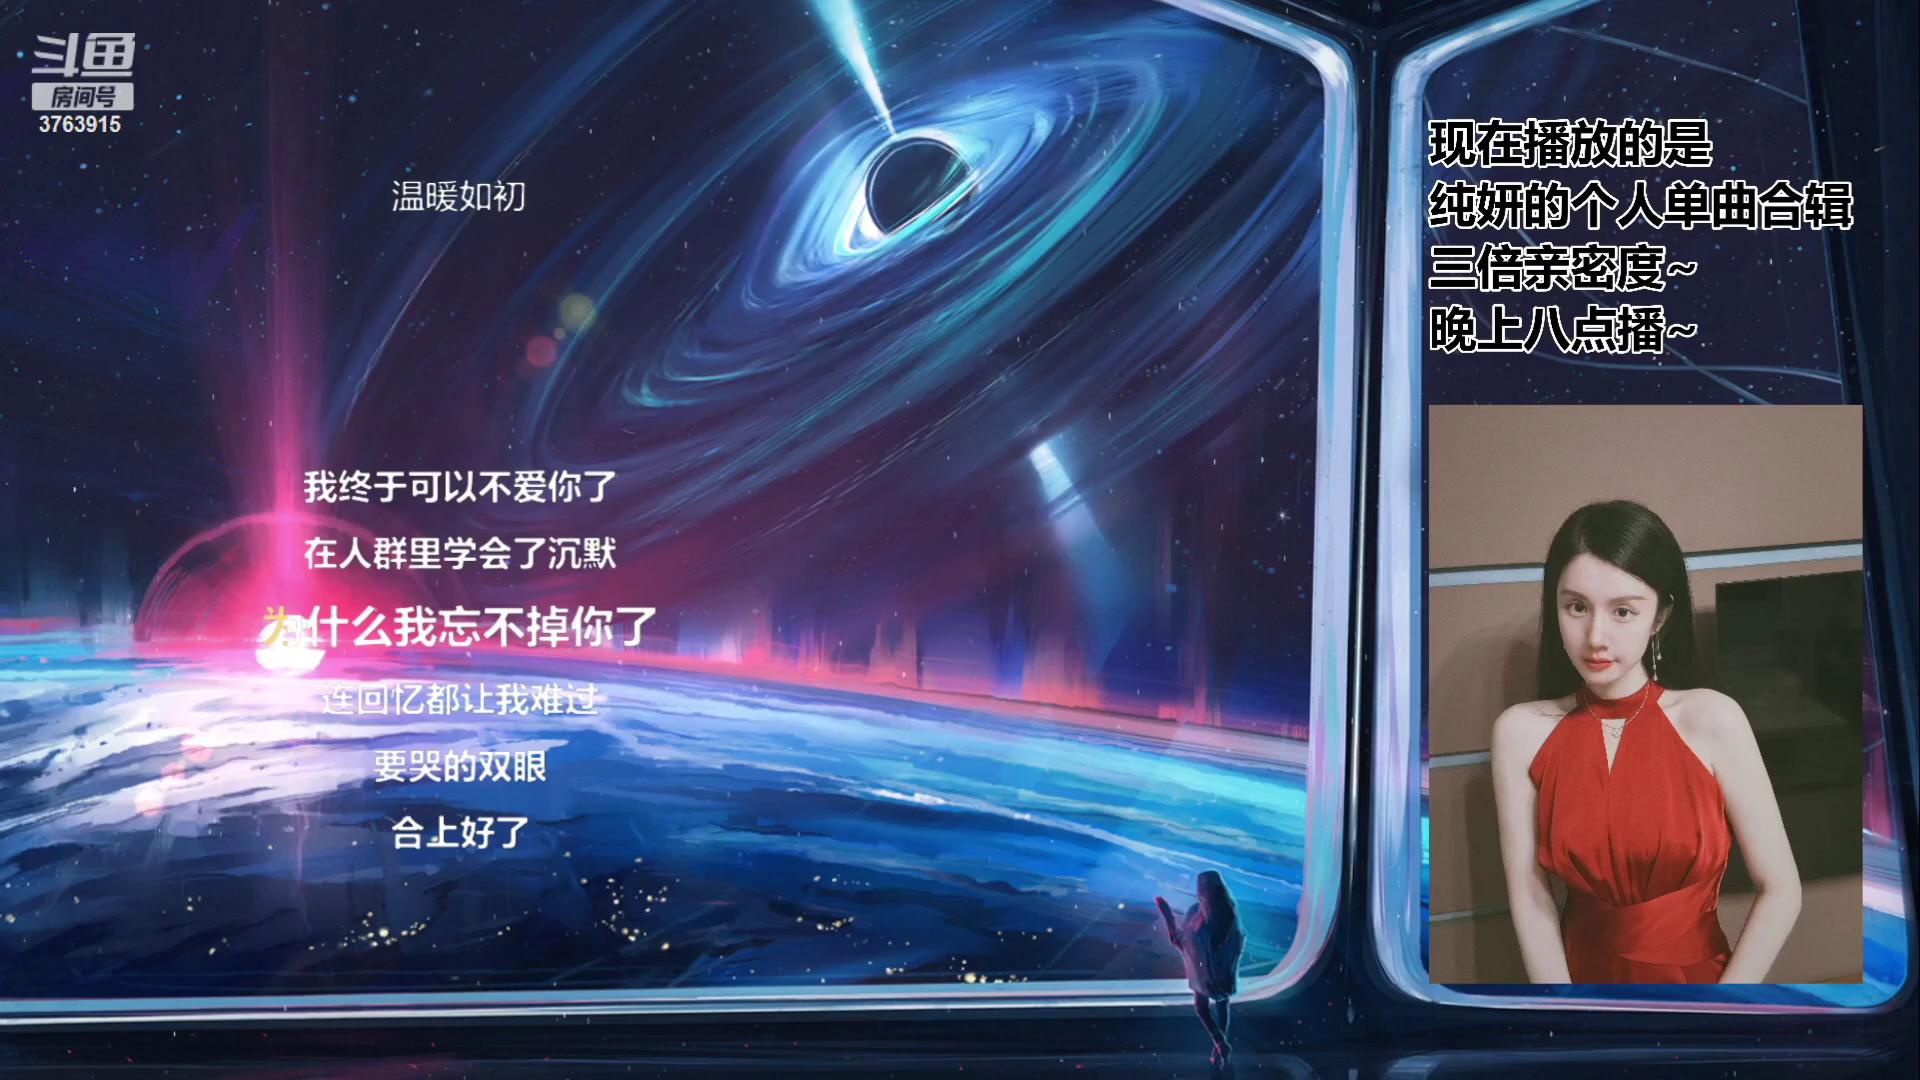 斗鱼
房间号
3763915
温暖如初
我终于可以不爱你了
在人群里学会了沉默
为什么我忘不掉你了
连回忆都让我难过
要哭的双眼
合上好了
现在播放的是
纯妍的个人单曲合辑
三倍亲密度~
晚上八点播~